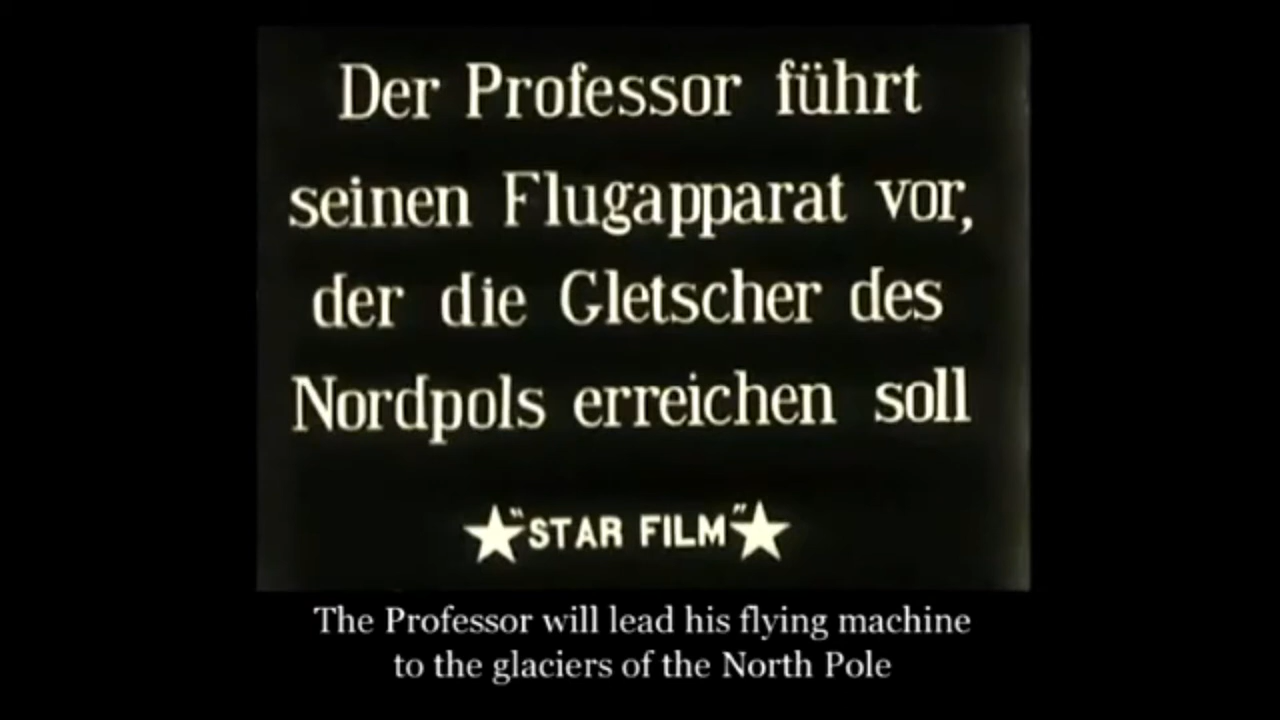 Der Professor führt
seinen Flugapparat vor,
der die Gletscher des
Nordpols erreichen soll
"STAR FILM"
The Professor will lead his flying machine
to the glaciers of the North Pole